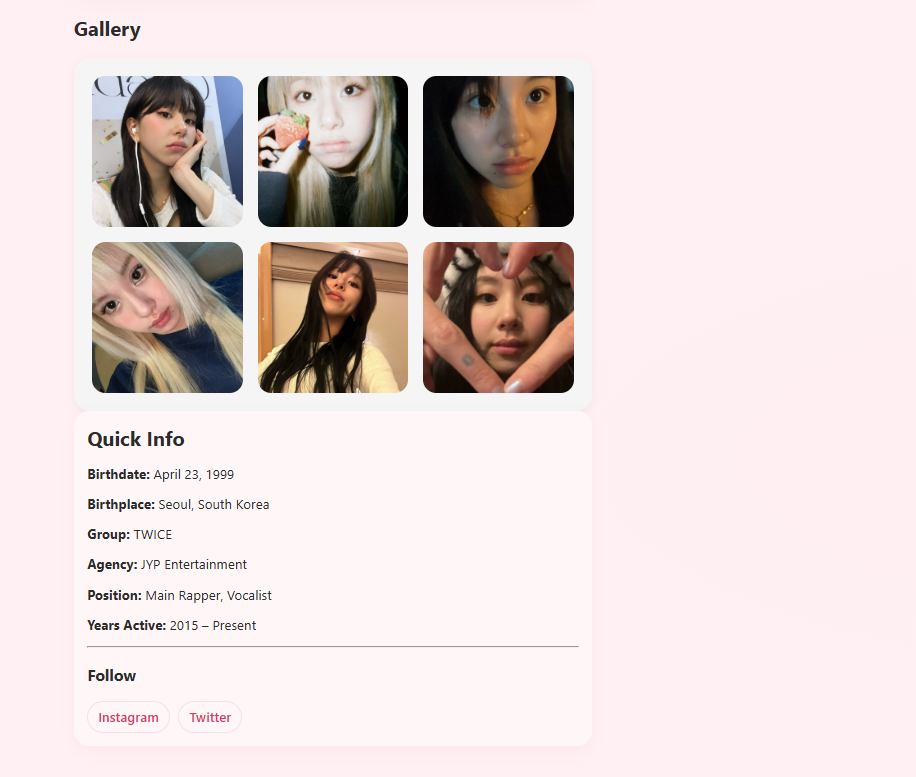 Gallery
Quick Info
Birthdate: April 23, 1999
Birthplace: Seoul, South Korea
Group: TWICE
Agency: JYP Entertainment
Position: Main Rapper, Vocalist
Years Active: 2015 – Present
Follow
Instagram
Twitter